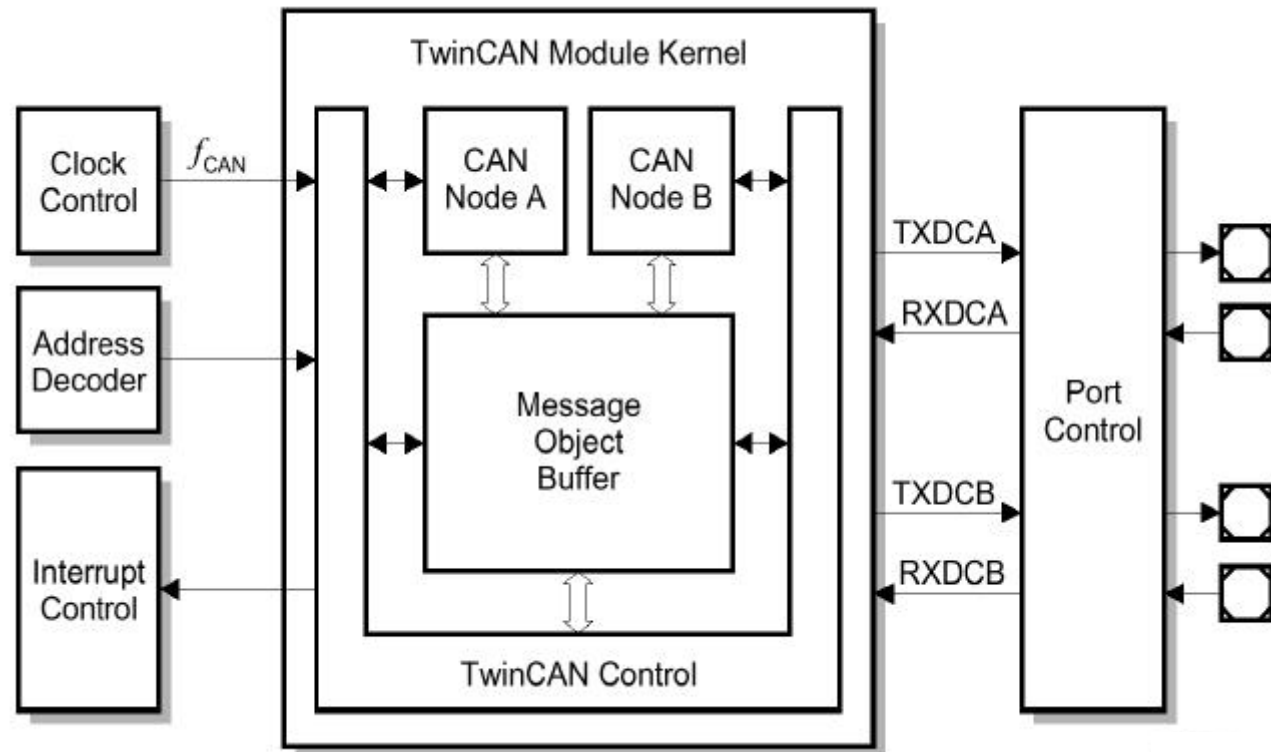 TwinCAN Module Kernel
Clock
Control
fCAN
CAN
Node A
CAN
Node B
Address
Decoder
Message
Object
Buffer
Interrupt
Control
TwinCAN Control
TXDCA
RXDCA
TXDCB
RXDCB
Port
Control